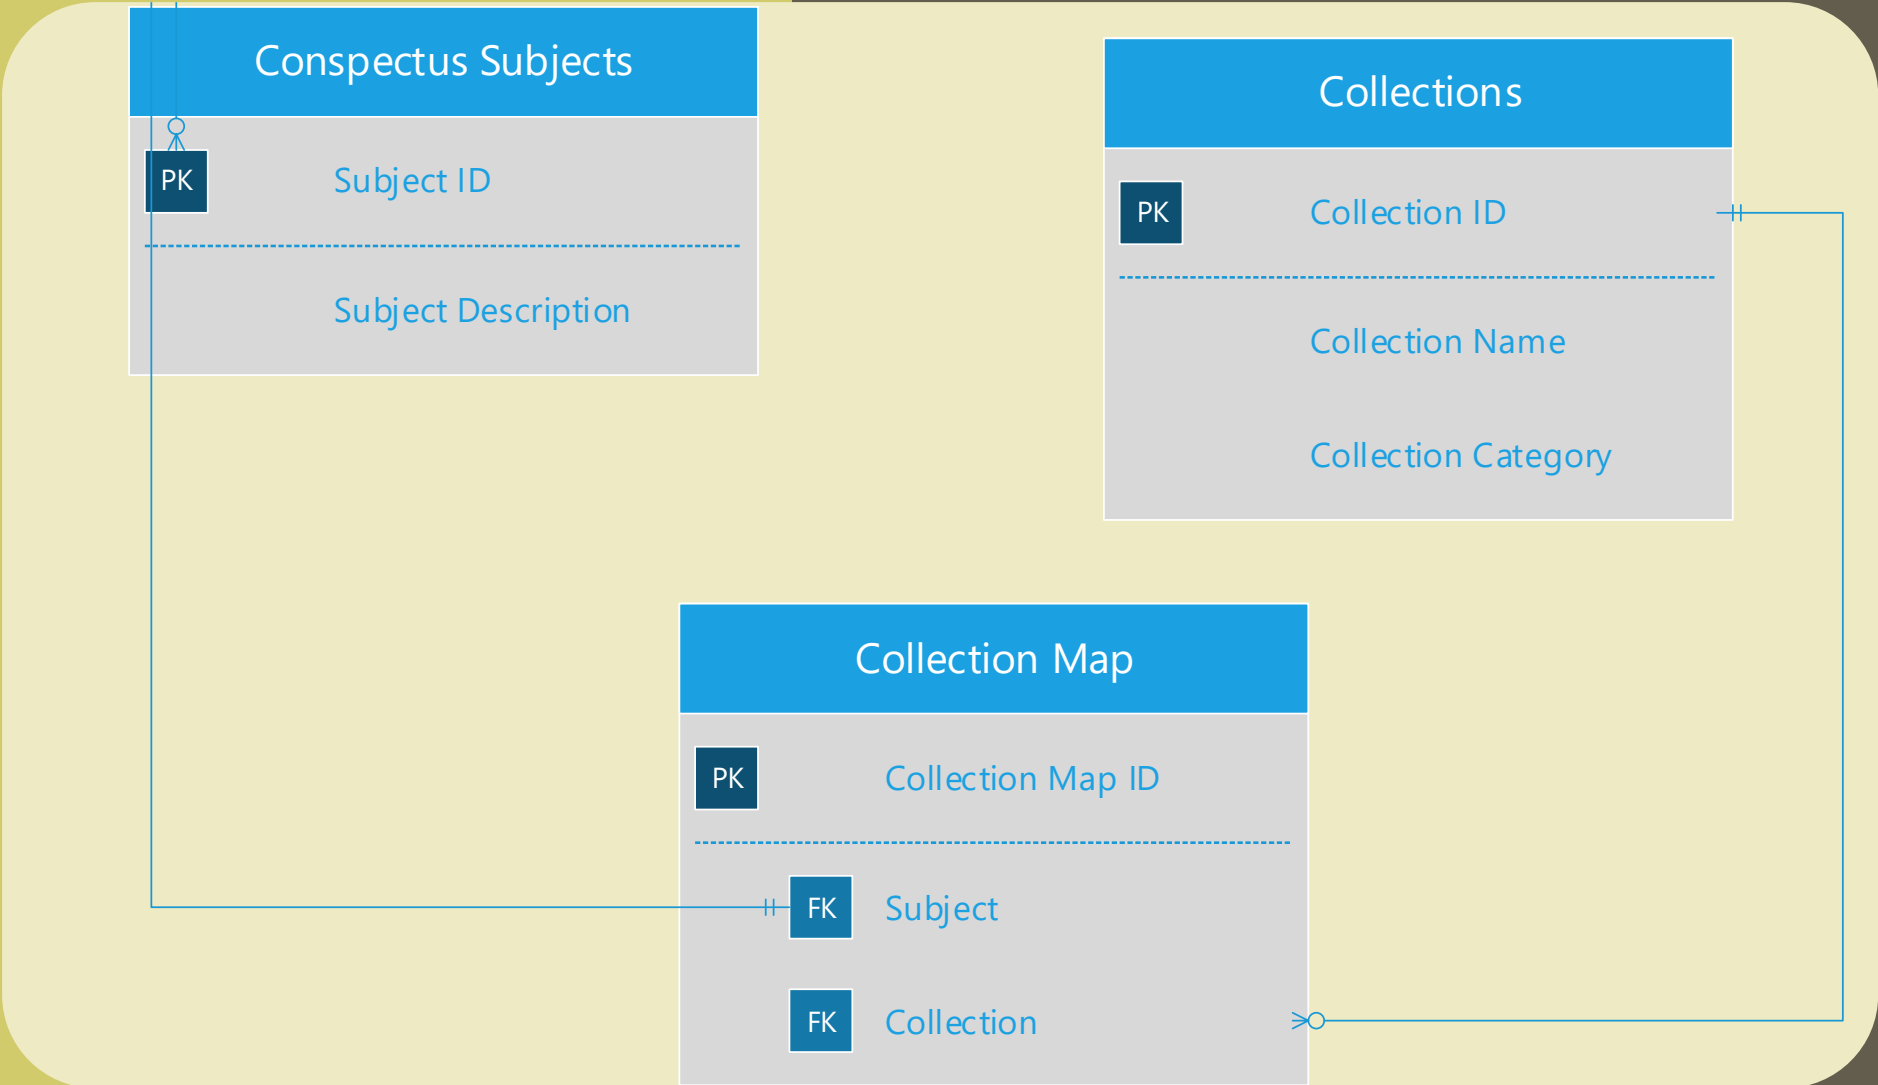 Conspectus Subjects
PK Subject ID
Subject Description
Collections
PK Collection ID
Collection Name
Collection Category
Collection Map
PK Collection Map ID
FK Subject
FK Collection